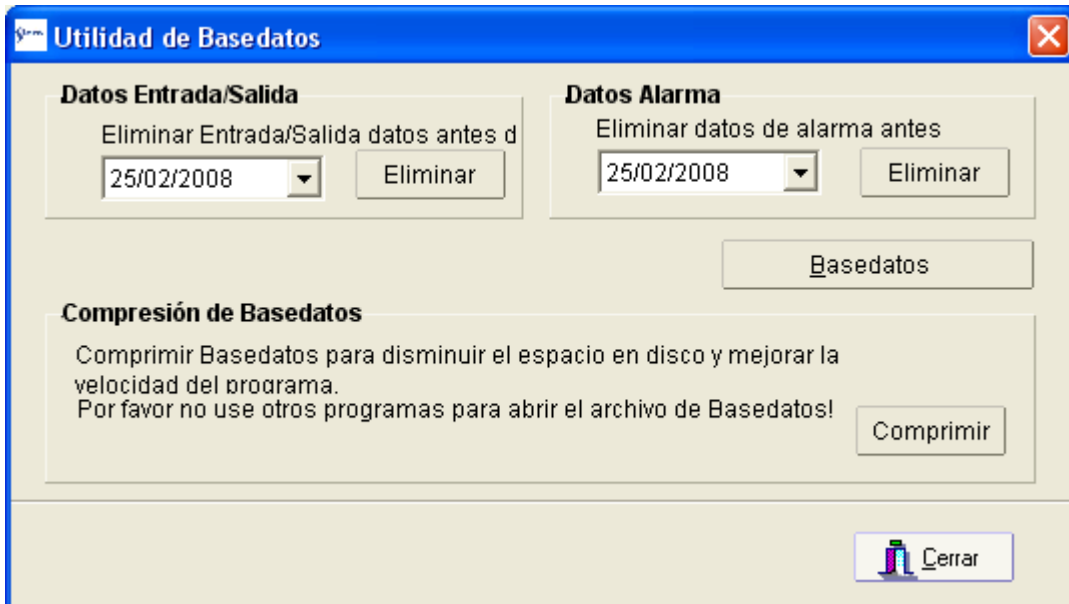 Utilidad de Basedatos
Datos Entrada/Salida
Eliminar Entrada/Salida datos antes d
25/02/2008
Eliminar
Datos Alarma
Eliminar datos de alarma antes
25/02/2008
Eliminar
Basedatos
Compresión de Basedatos
Comprimir Basedatos para disminuir el espacio en disco y mejorar la
velocidad del programa.
Por favor no use otros programas para abrir el archivo de Basedatos!
Comprimir
Cerrar